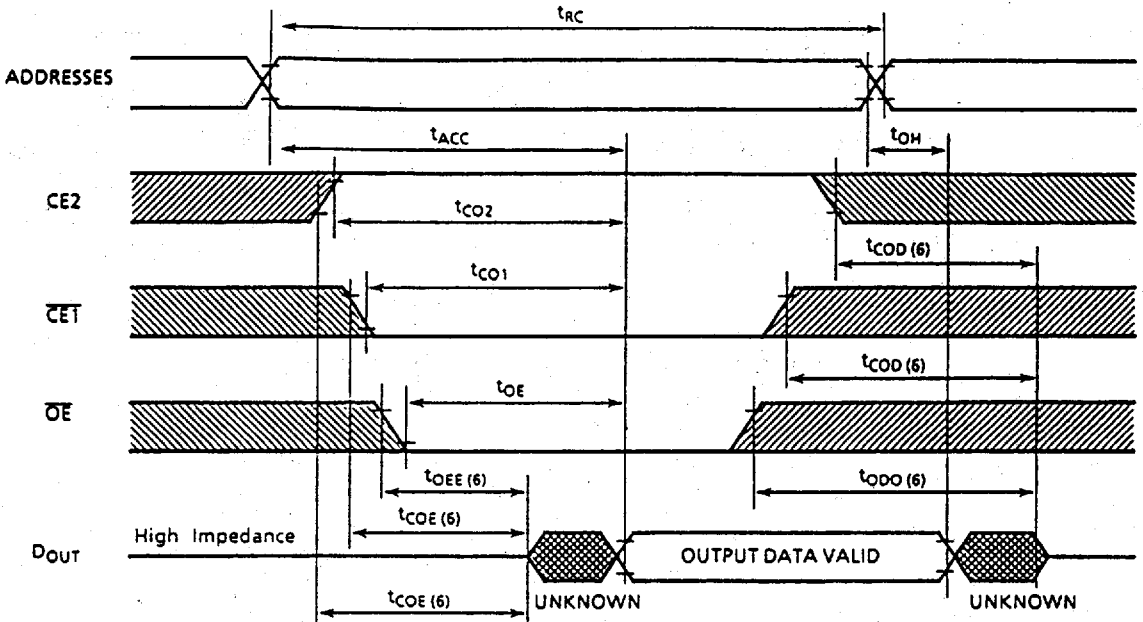 tRC
ADDRESSES
tACC
tOH
CE2
tCO2
tCOD (6)
tCO1
CE1
tCOD (6)
OE
tOE
tOEE (6)
tODO (6)
tCOE (6)
High Impedance
DOUT
OUTPUT DATA VALID
tCOE (6)
UNKNOWN
UNKNOWN